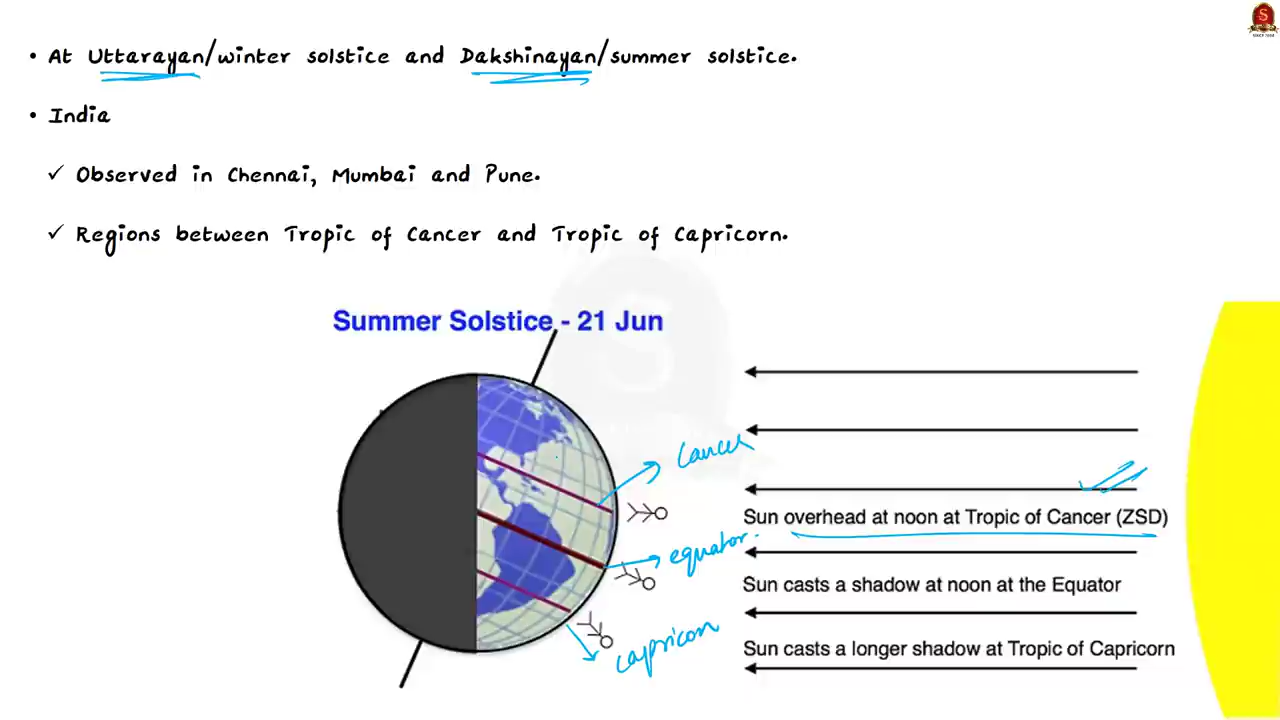 • At Uttarayan/winter solstice and Dakshinayan/summer solstice.
• India
✓ Observed in Chennai, Mumbai and Pune.
✓ Regions between Tropic of Cancer and Tropic of Capricorn.
Summer Solstice - 21 Jun
Cancer
Sun overhead at noon at Tropic of Cancer (ZSD)
equator.
Sun casts a shadow at noon at the Equator
Capricorn
Sun casts a longer shadow at Tropic of Capricorn